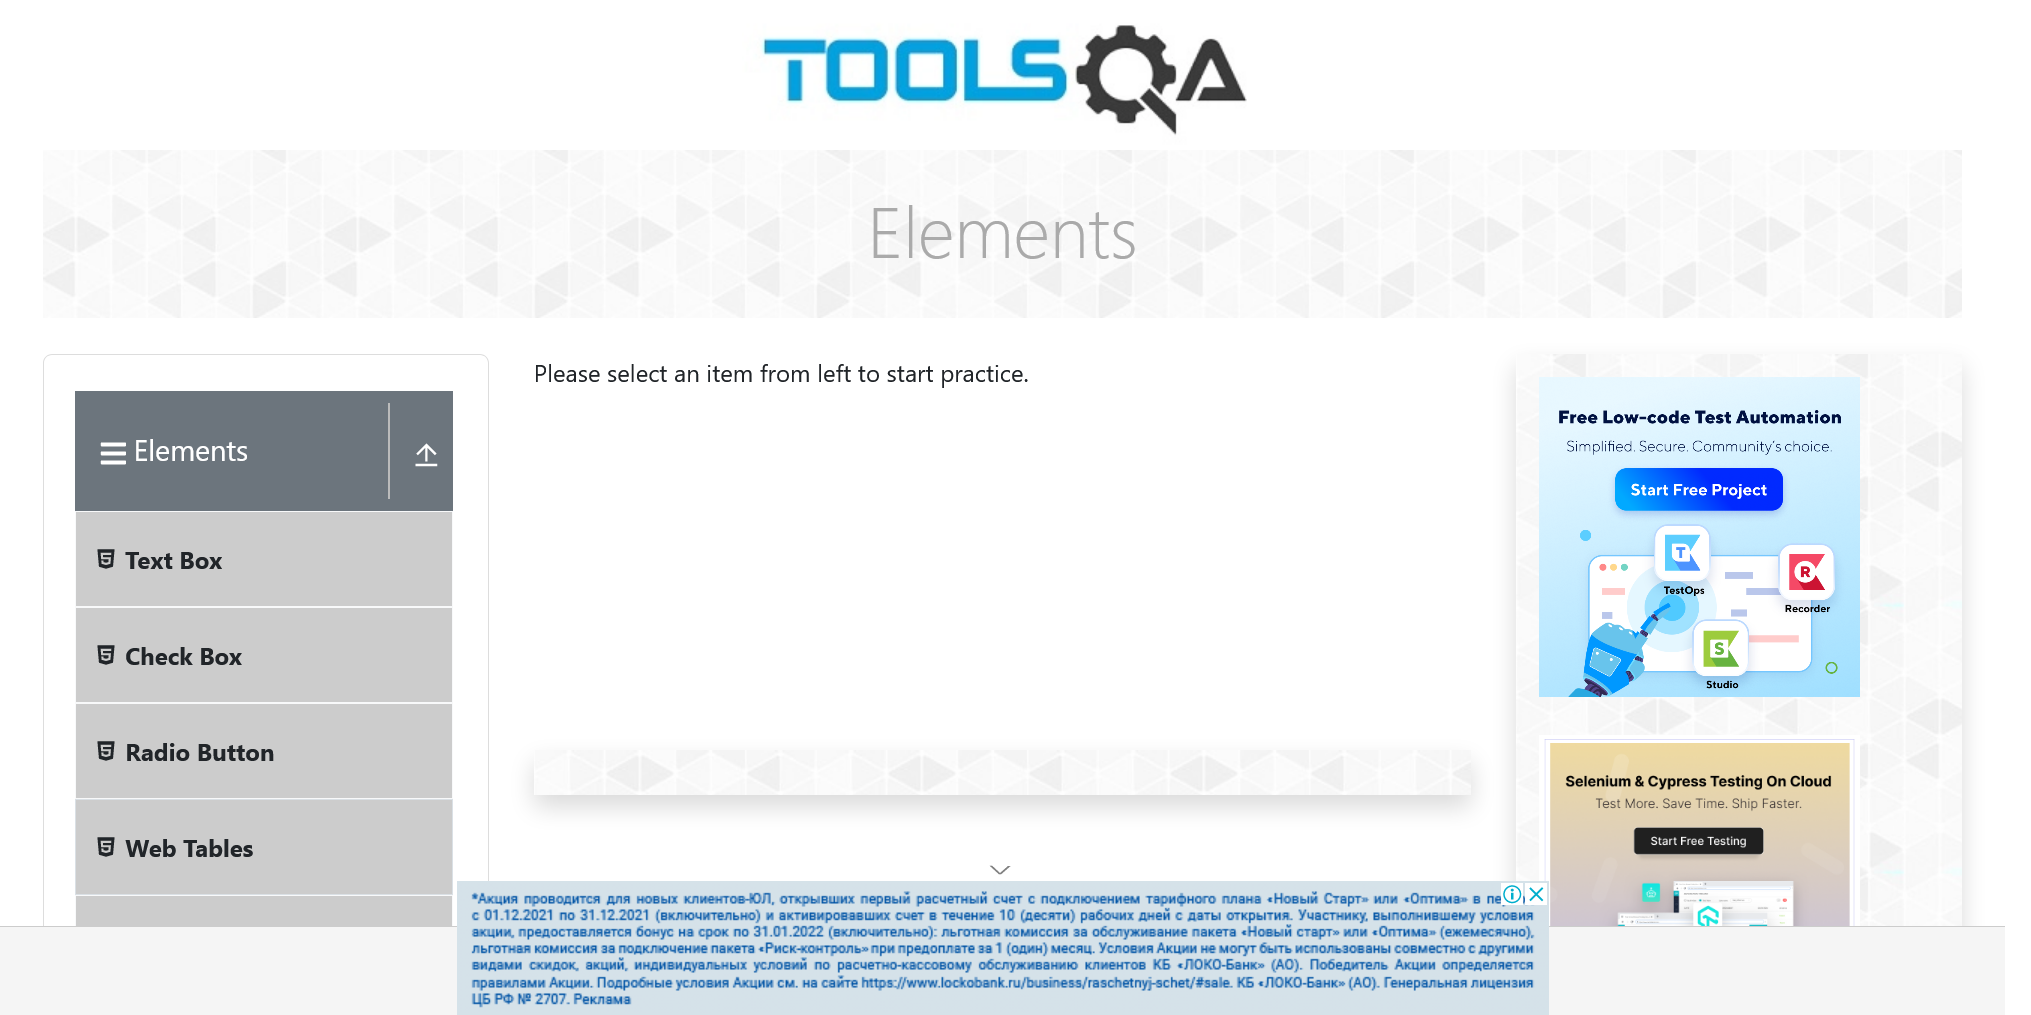 TOOLSQA
Elements
Please select an item from left to start practice.
Elements
Text Box
Check Box
Radio Button
Web Tables
Free Low-code Test Automation
Simplified. Secure. Community's choice.
Start Free Project
T
TestOps
R
Recorder
S
Studio
Selenium & Cypress Testing On Cloud
Test More. Save Time. Ship Faster.
Start Free Testing
*Акция проводится для новых клиентов-ЮЛ, открывших первый расчетный счет с подключением тарифного плана «Новый Старт» или «Оптима» в
с 01.12.2021 по 31.12.2021 (включительно) и активировавших счет в течение 10 (десяти) рабочих дней с даты открытия. Участнику, выполнившему условия
акции, предоставляется бонус на срок по 31.01.2022 (включительно): льготная комиссия за обслуживание пакета «Новый старт» или «Оптима» (ежемесячно),
льготная комиссия за подключение пакета «Риск-контроль» при предоплате за 1 (один) месяц. Условия Акции не могут быть использованы совместно с другими
видами скидок, акций, индивидуальных условий по расчетно-кассовому обслуживанию клиентов КБ «ЛОКО-Банк» (АО). Победитель Акции определяется
правилами Акции. Подробные условия Акции см. на сайте https://www.lockobank.ru/business/raschetnyj-schet/#sale. КБ «ЛОКО-Банк» (АО). Генеральная лицензия
ЦБ РФ № 2707. Реклама